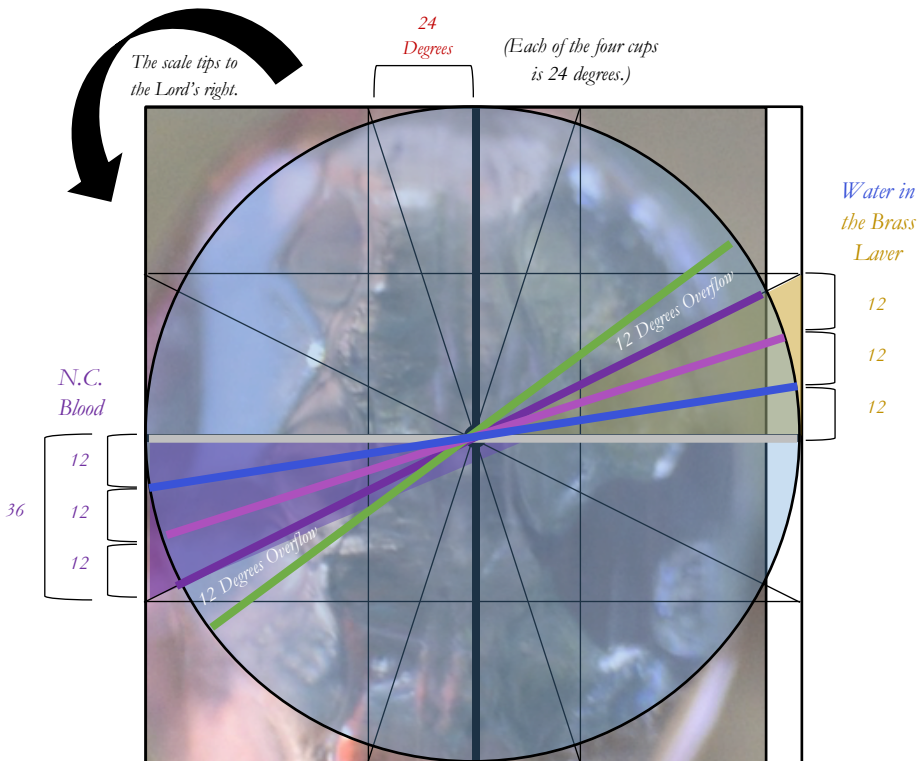 24
Degrees
(Each of the four cups
is 24 degrees.)
The scale tips to
the Lord's right.
Water in
the Brass
Laver
12
12
12
12 Degrees Overflow
N.C.
Blood
36
12
12
12
12 Degrees Overflow